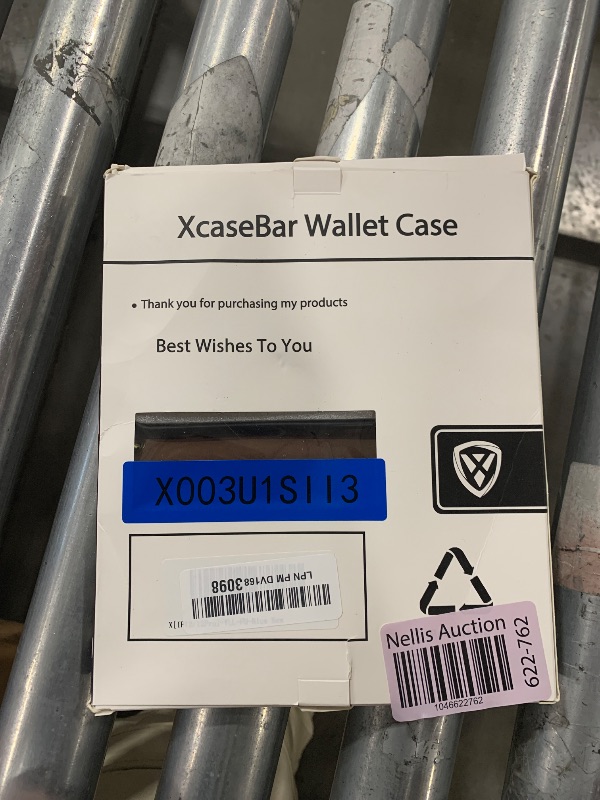 XcaseBar Wallet Case
• Thank you for purchasing my products
Best Wishes To You
X003U1SII3
LPN PM DV1683098
Nellis Auction
622-762
1046622762